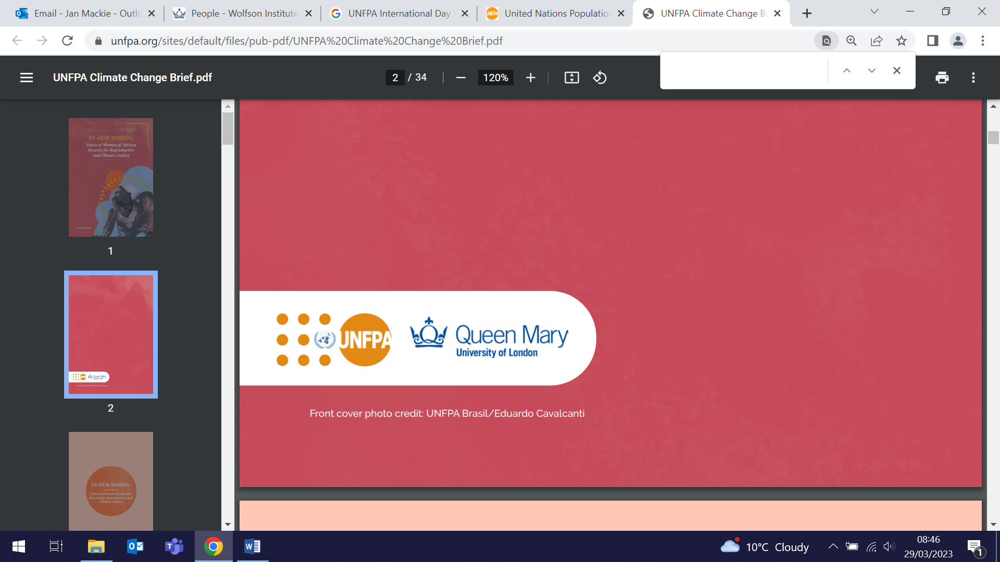 Email - Jan Mackie - Outlo
People - Wolfson Institute
UNFPA International Day f
United Nations Population
UNFPA Climate Change B
unfpa.org/sites/default/files/pub-pdf/UNFPA%20Climate%20Change%20Brief.pdf
UNFPA Climate Change Brief.pdf
2 / 34
120%
IN OUR WORDS:
Voices of Women of African
Descent for Reproductive
and Climate Justice
1
2
IN OUR WORDS:
Voices of Women of African
Descent for Reproductive and
Climate Justice
UNFPA
Queen Mary
University of London
Front cover photo credit: UNFPA Brasil/Eduardo Cavalcanti
10°C Cloudy
08:46
29/03/2023
1